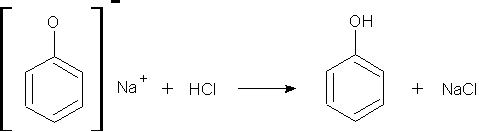 O
OH
Na+ + HCl + NaCl